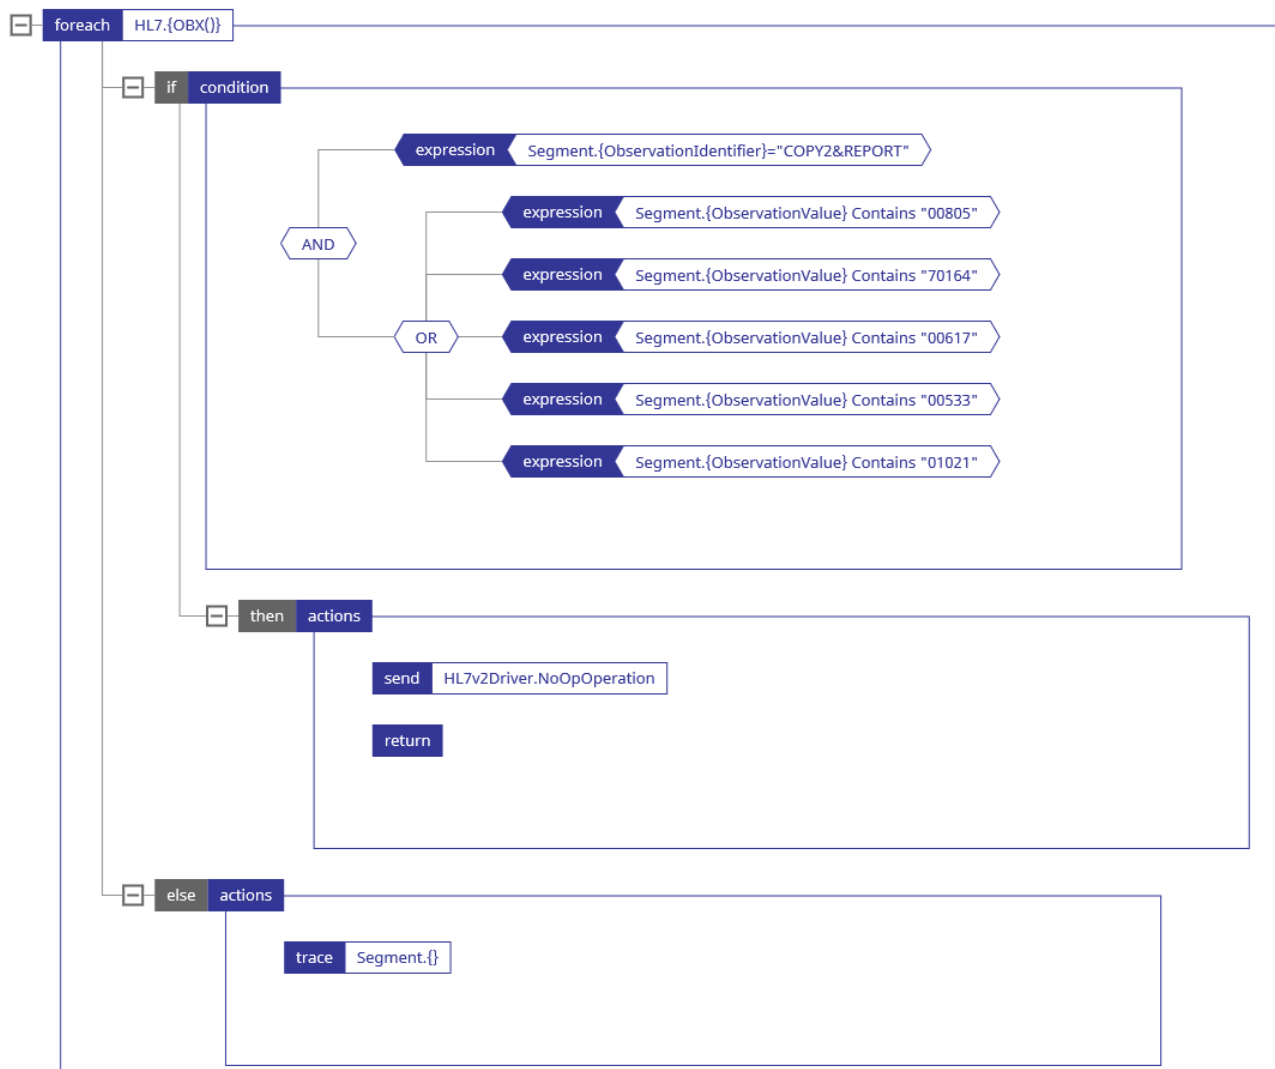 foreach HL7.{OBX()}
if condition
expression Segment.{ObservationIdentifier}="COPY2&REPORT"
expression Segment.{ObservationValue} Contains "00805"
AND
expression Segment.{ObservationValue} Contains "70164"
OR expression Segment.{ObservationValue} Contains "00617"
expression Segment.{ObservationValue} Contains "00533"
expression Segment.{ObservationValue} Contains "01021"
then actions
send HL7v2Driver.NoOpOperation
return
else actions
trace Segment.{}